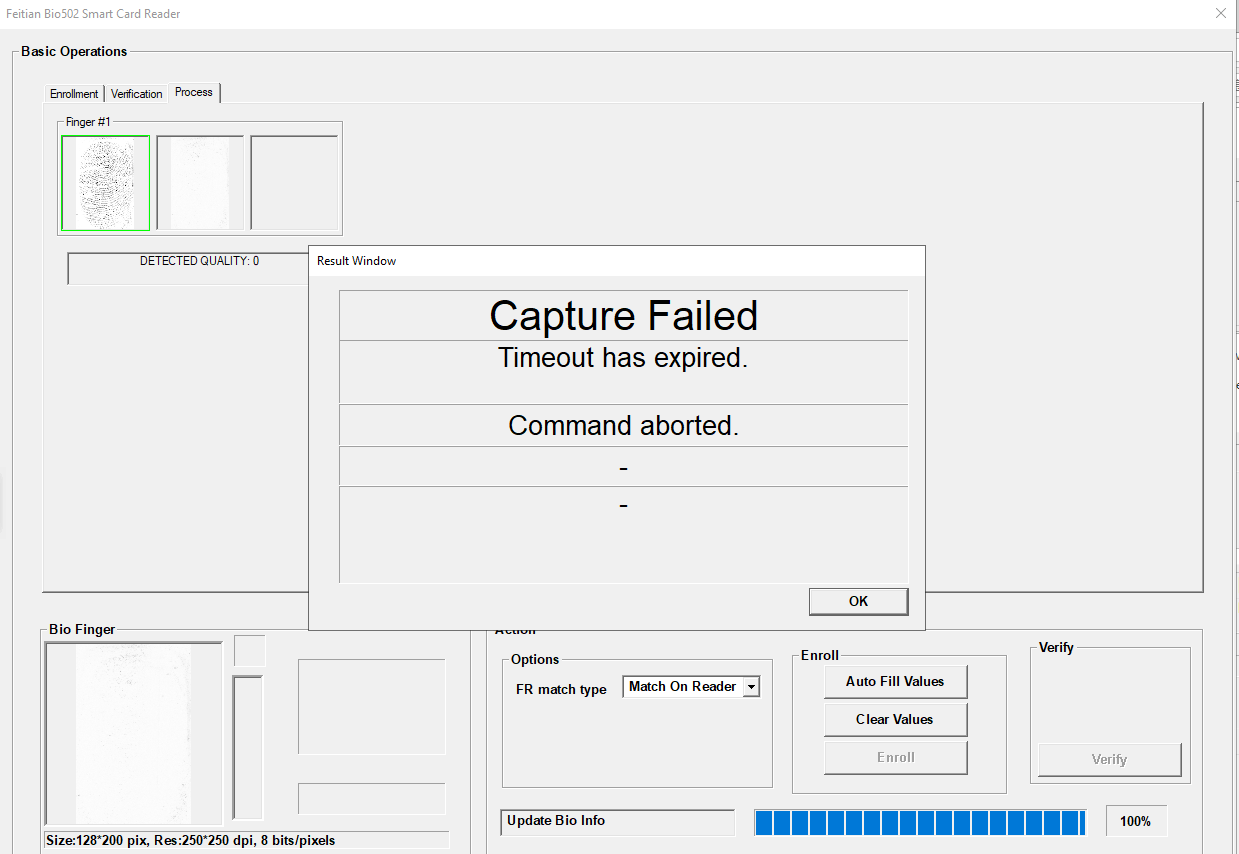 Feitian Bio502 Smart Card Reader
Basic Operations
Enrollment
Verification
Process
Finger #1
DETECTED QUALITY: 0
Result Window
Capture Failed
Timeout has expired.
Command aborted.
-
-
OK
Bio Finger
Size:128*200 pix, Res:250*250 dpi, 8 bits/pixels
Action
Options
FR match type
Match On Reader
Enroll
Auto Fill Values
Clear Values
Enroll
Verify
Verify
Update Bio Info
100%